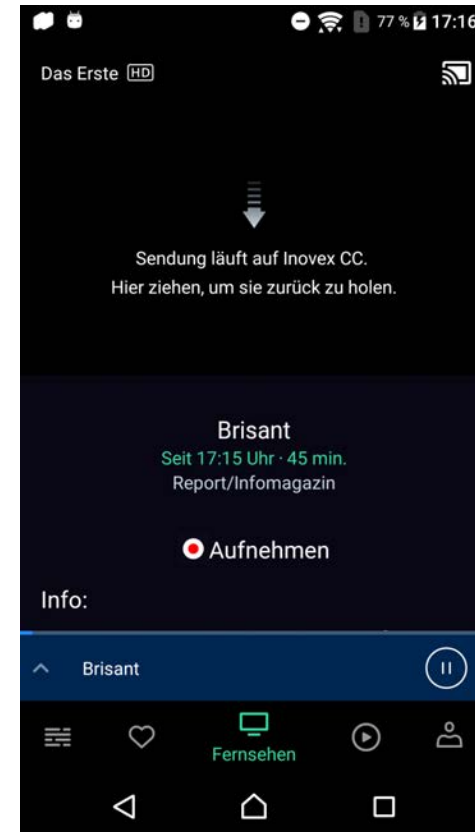 77 % 17:16
Das Erste HD
Sendung läuft auf Inovex CC.
Hier ziehen, um sie zurück zu holen.
Brisant
Seit 17:15 Uhr · 45 min.
Report/Infomagazin
Aufnehmen
Info:
Brisant
Fernsehen